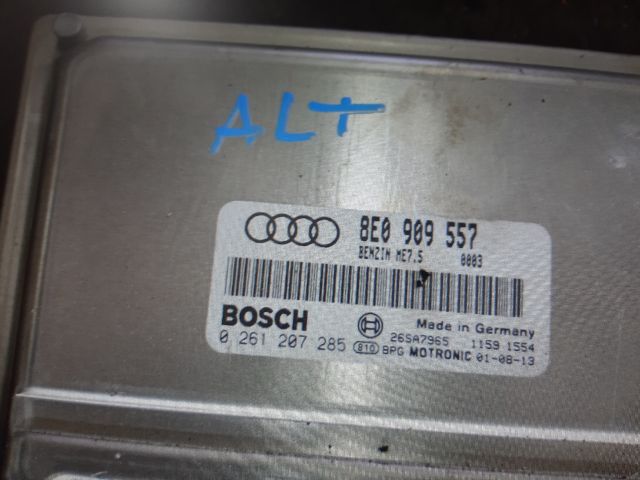 ALT
8E0 909 557
BENZIN ME7.5 0003
BOSCH
Made in Germany
0 261 207 285
26SA7965 1159 1554
810 BPG MOTRONIC 01-08-13